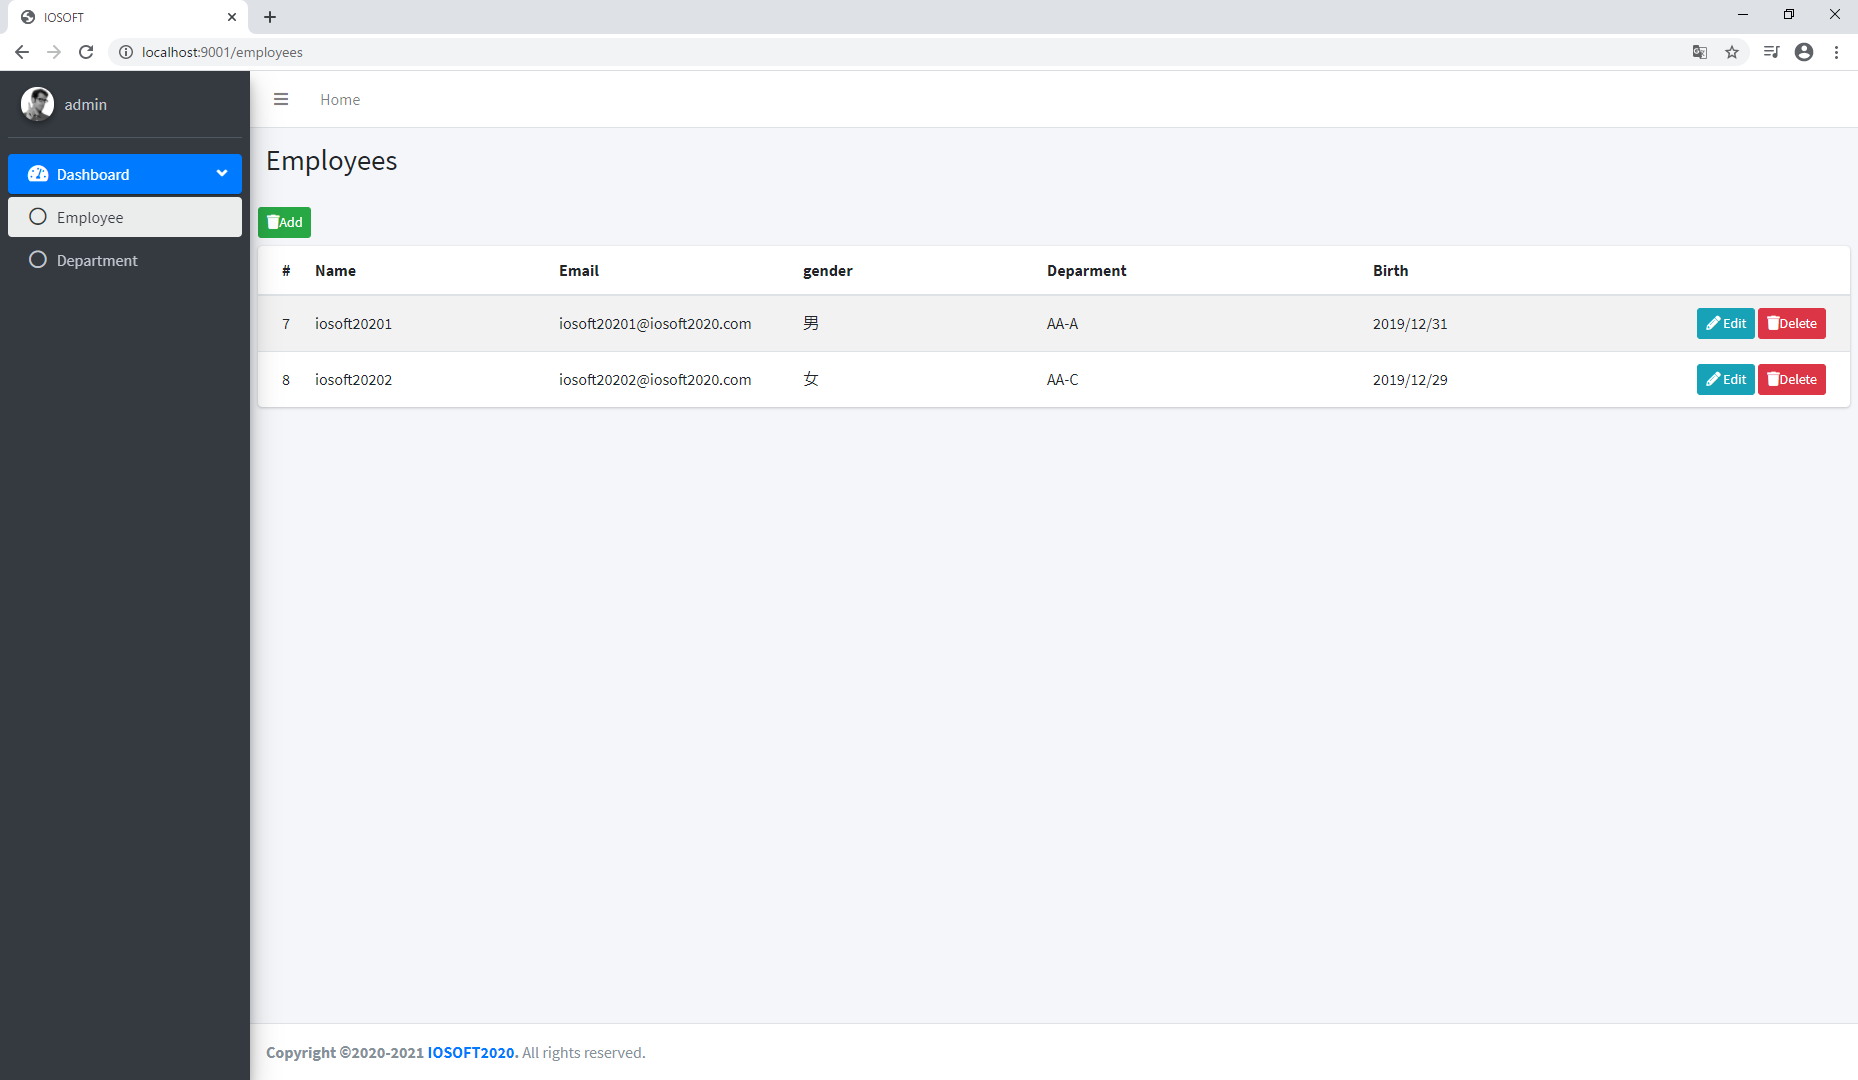 IOSOFT
localhost:9001/employees
admin
Home
Dashboard
Employee
Department
Employees
Add
# Name Email gender Deparment Birth
7 iosoft20201 iosoft20201@iosoft2020.com 男 AA-A 2019/12/31 Edit Delete
8 iosoft20202 iosoft20202@iosoft2020.com 女 AA-C 2019/12/29 Edit Delete
Copyright ©2020-2021 IOSOFT2020. All rights reserved.